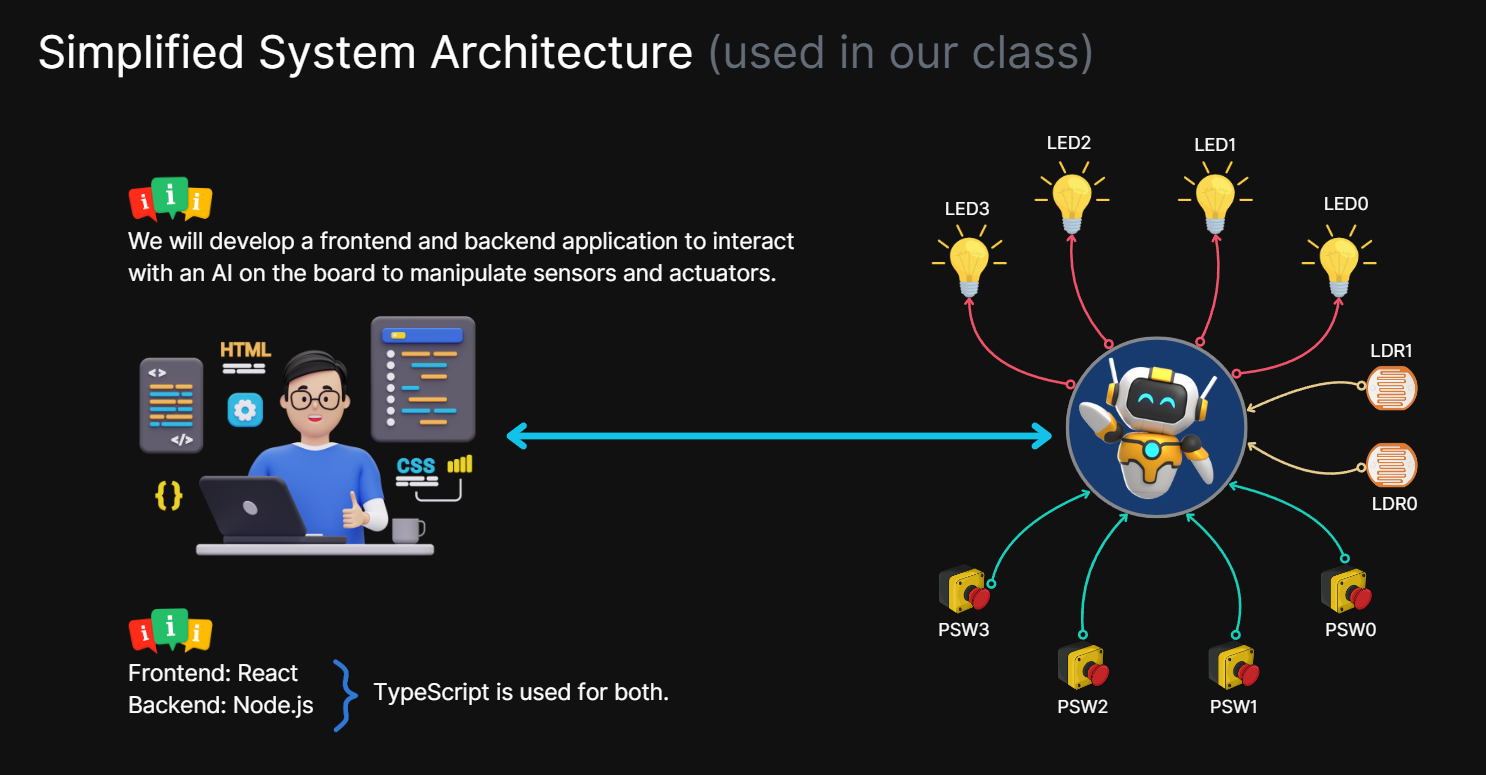 Simplified System Architecture (used in our class)
We will develop a frontend and backend application to interact
with an AI on the board to manipulate sensors and actuators.
HTML
<>
</>
{}
CSS
LED3
LED2
LED1
LED0
LDR1
LDR0
PSW3
PSW2
PSW1
PSW0
i i i
i i i
Frontend: React
Backend: Node.js
TypeScript is used for both.